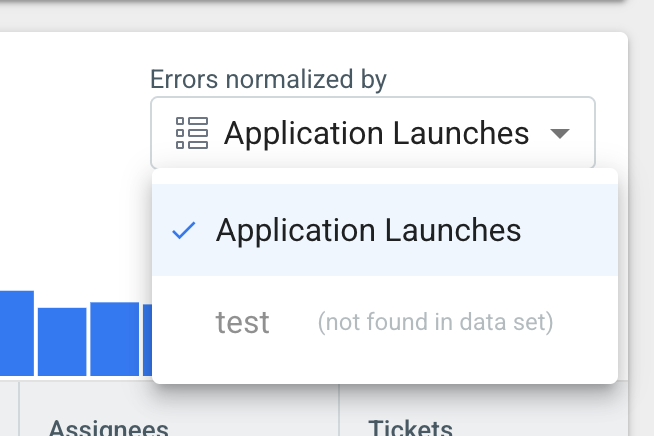 Errors normalized by
Application Launches
Application Launches
test (not found in data set)
Assignees Tickets